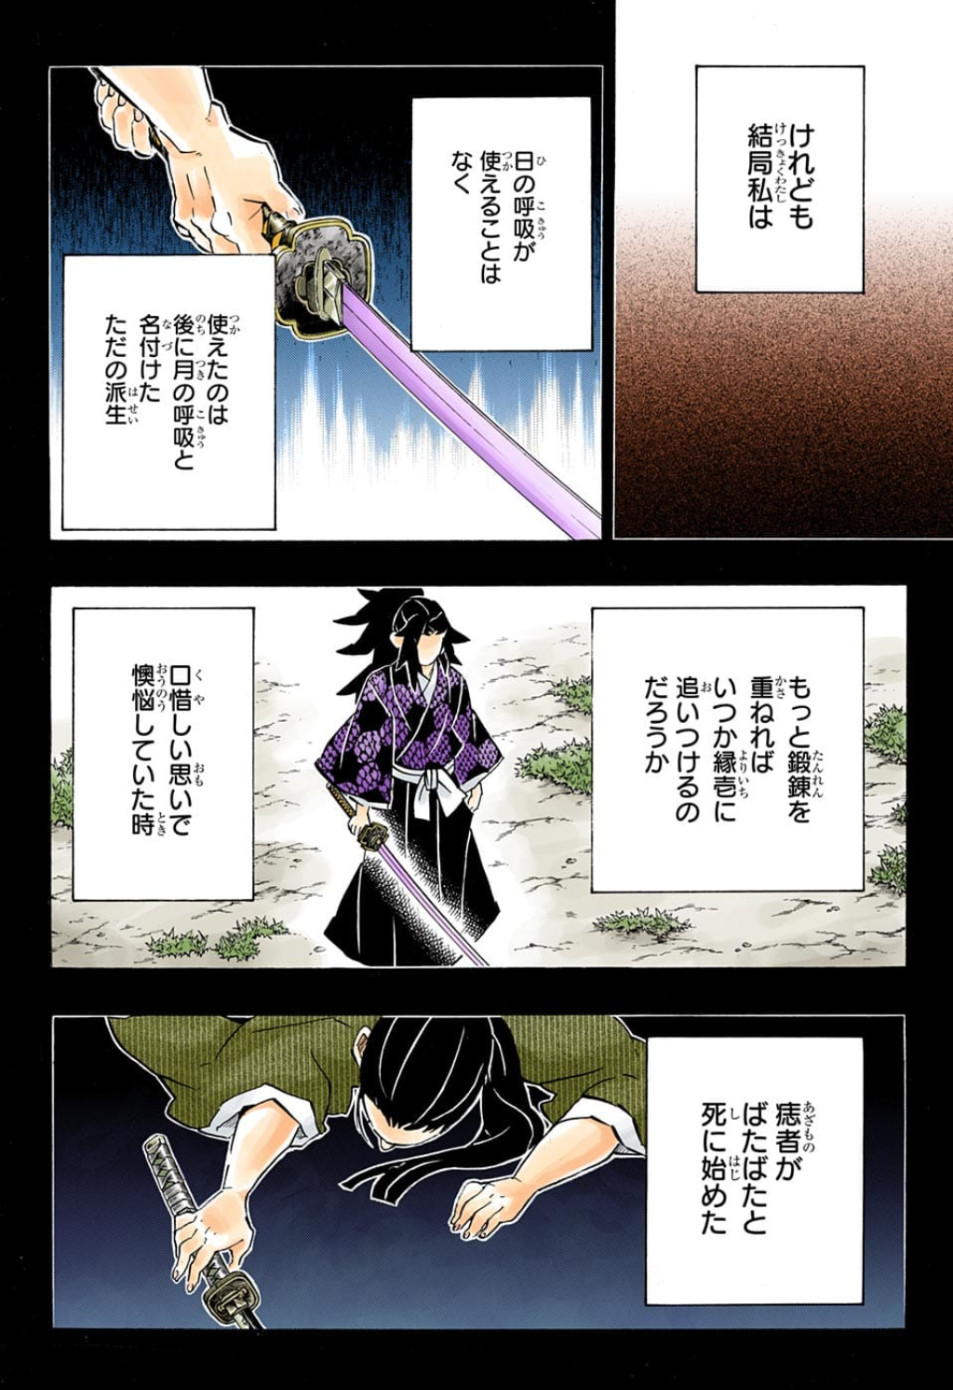 けれども
結局私は
日の呼吸が
使えることは
なく
使えたのは
後に月の呼吸と
名付けた
ただの派生
もっと鍛錬を
重ねれば
いつか縁壱に
追いつけるの
だろうか
口惜しい思いで
懊悩していた時
痣者が
ばたばたと
死に始めた